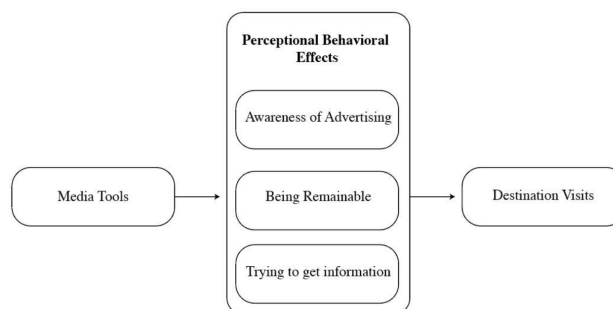 Perceptional Behavioral
Effects
Awareness of Advertising
Media Tools
Being Remainable
Destination Visits
Trying to get information